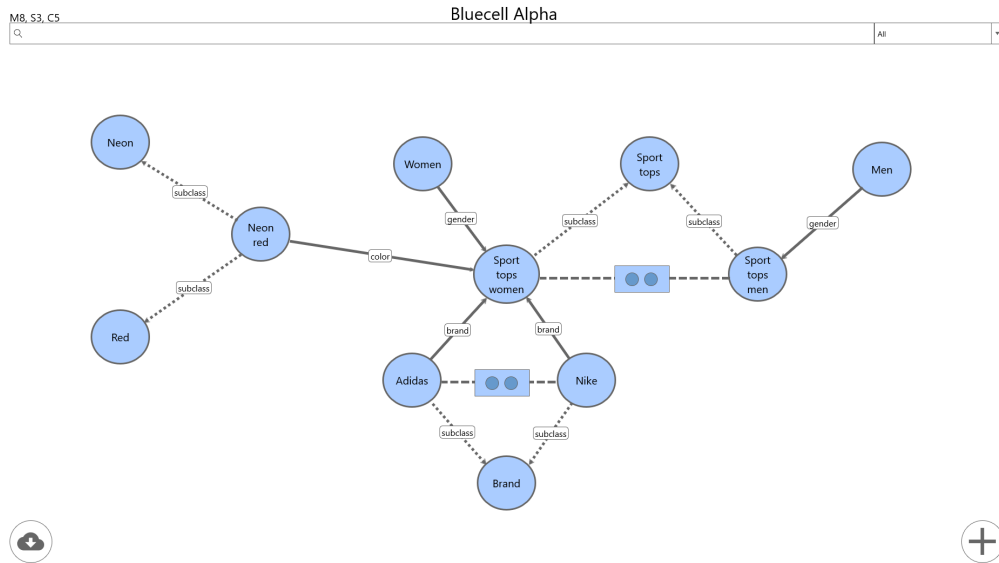 Bluecell Alpha
M8, S3, C5
All
Neon
Women
Sport
tops
Men
subclass
gender
subclass
subclass
gender
Neon
red
color
Sport
tops
women
Sport
tops
men
subclass
Red
brand
brand
Adidas
Nike
subclass
subclass
Brand